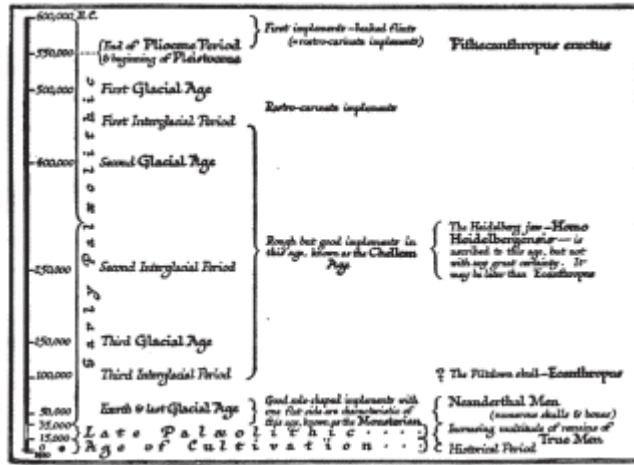 600,000 B.C.
550,000
500,000
400,000
250,000
150,000
100,000
50,000
35,000
15,000
0
Early Palæolithic
End of Pliocene Period
& beginning of Pleistocene
First Glacial Age
First Interglacial Period
Second Glacial Age
Second Interglacial Period
Third Glacial Age
Third Interglacial Period
Fourth & last Glacial Age
Late Palæolithic
Age of Cultivation
First implements—baked flints
(=rostro-carinate implements)
Rostro-carinate implements
Rough but good implements in
this age, known as the Chellean
Age
Good side-shaped implements with
one flat side are characteristic of
this age, known as the Mousterian
Pithecanthropus erectus
The Heidelberg jaw—Homo
Heidelbergensis—is
ascribed to this age, but not
with any great certainty. It
may be later than Eoanthropus
? The Piltdown skull—Eoanthropus
Neanderthal Men
(numerous skulls & bones)
Increasing multitude of remains of
True Men
Historical Period